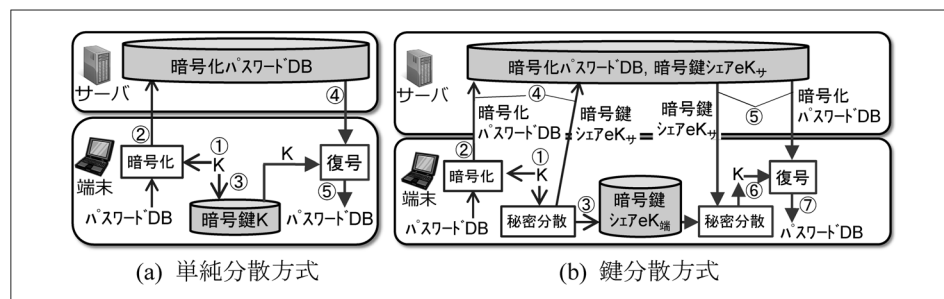 暗号化パスワードDB
サーバ
④
②
①
K
暗号化
K
復号
端末
③
⑤
パスワードDB
暗号鍵K
パスワードDB
(a) 単純分散方式
暗号化パスワードDB, 暗号鍵シェアeKサ
サーバ
④
⑤
暗号化
パスワードDB
暗号鍵
シェアeKサ
暗号鍵
シェアeKサ
暗号化
パスワードDB
②
①
K
暗号化
端末
③
暗号鍵
シェアeK端
K
⑥
復号
⑦
パスワードDB
秘密分散
秘密分散
パスワードDB
(b) 鍵分散方式